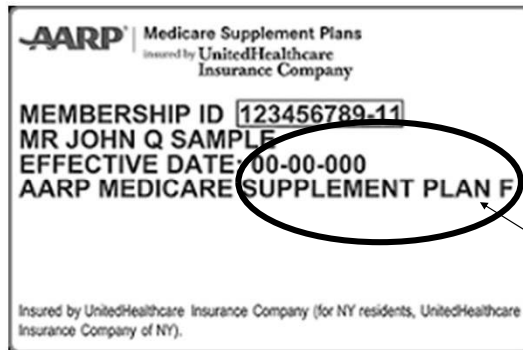 AARP® Medicare Supplement Plans
insured by UnitedHealthcare
Insurance Company
MEMBERSHIP ID 123456789-11
MR JOHN Q SAMPLE
EFFECTIVE DATE: 00-00-000
AARP MEDICARE SUPPLEMENT PLAN F
Insured by UnitedHealthcare Insurance Company (for NY residents, UnitedHealthcare
Insurance Company of NY).